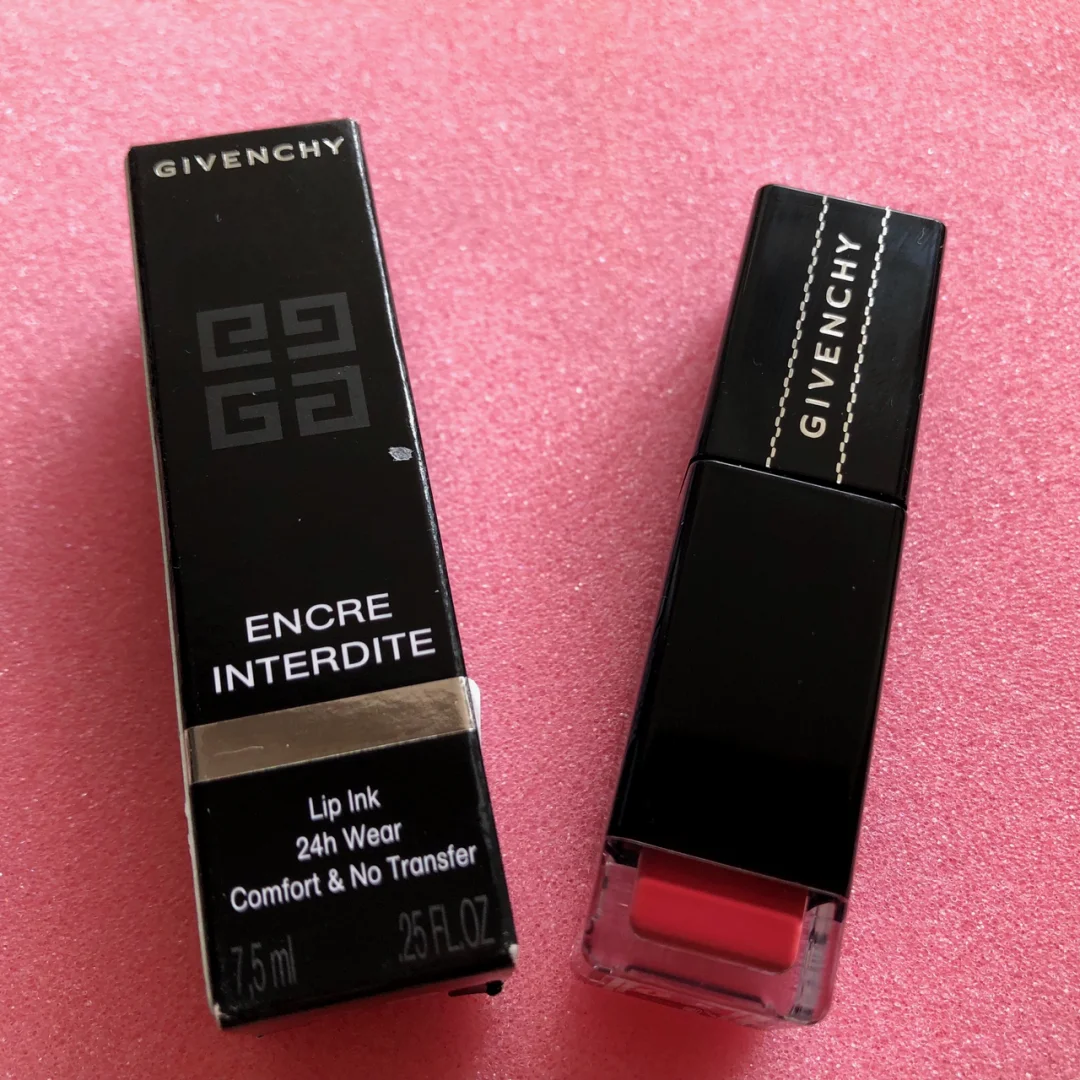 GIVENCHY
ENCRE
INTERDITE
Lip Ink
24h Wear
Comfort & No Transfer
7,5 ml .25 FL.OZ
GIVENCHY